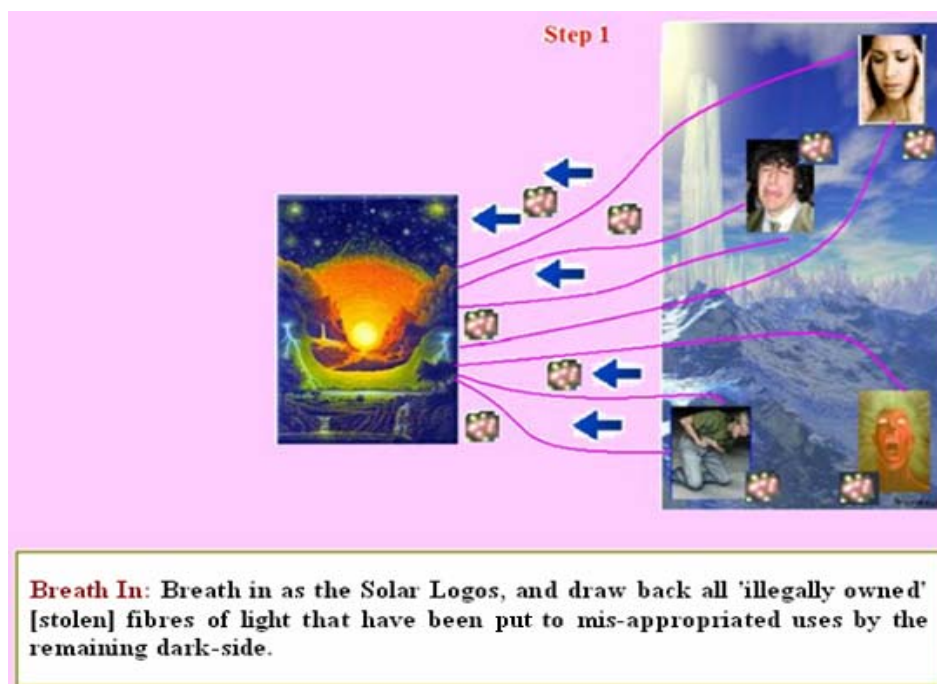 Step 1
Breath In: Breath in as the Solar Logos, and draw back all 'illegally owned'
[stolen] fibres of light that have been put to mis-appropriated uses by the
remaining dark-side.